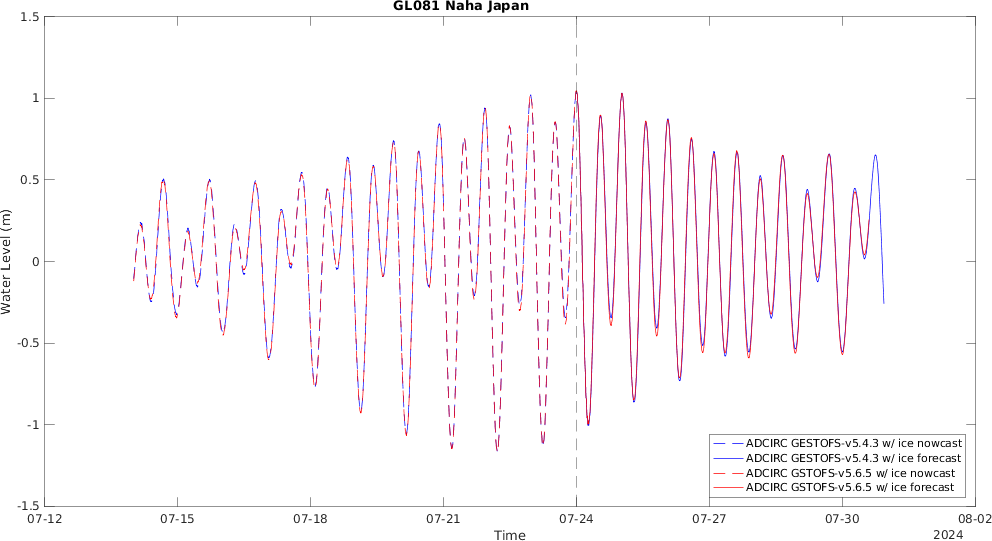 GL081 Naha Japan
Water Level (m)
1.5
1
0.5
0
-0.5
-1
-1.5
ADCIRC GESTOFS-v5.4.3 w/ ice nowcast
ADCIRC GESTOFS-v5.4.3 w/ ice forecast
ADCIRC GSTOFS-v5.6.5 w/ ice nowcast
ADCIRC GSTOFS-v5.6.5 w/ ice forecast
07-12 07-15 07-18 07-21 07-24 07-27 07-30 08-02
Time
2024